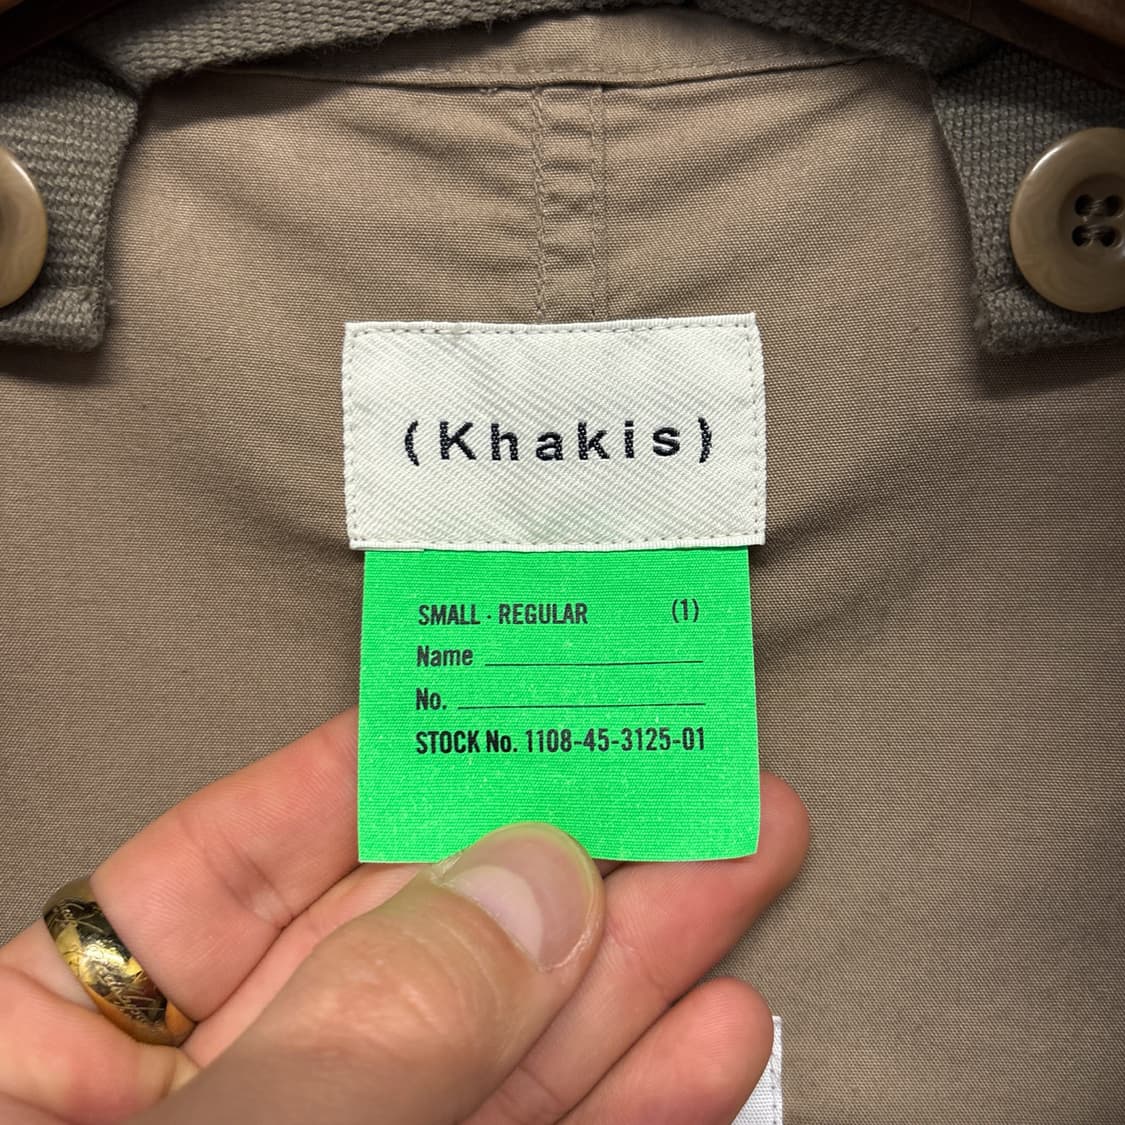 (Khakis)
SMALL · REGULAR (1)
Name
No.
STOCK No. 1108-45-3125-01